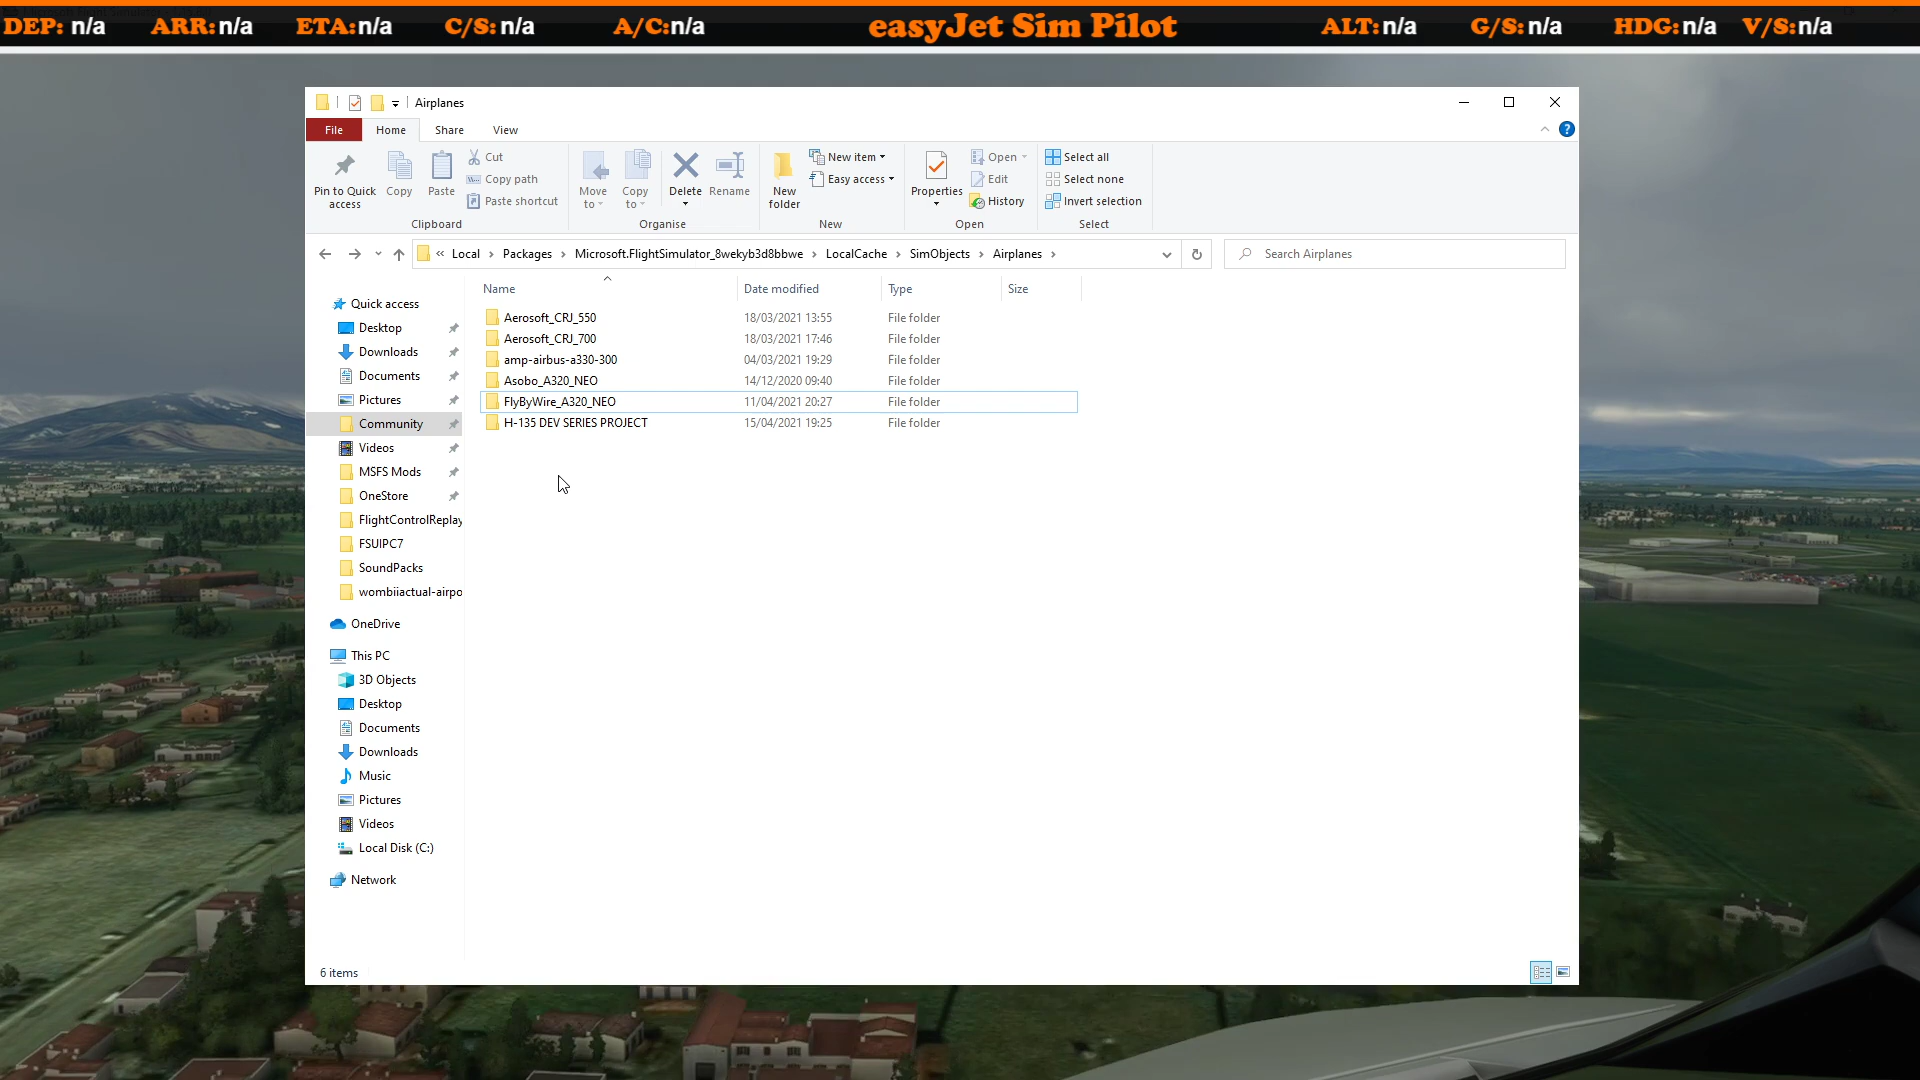 DEP: n/a ARR: n/a ETA: n/a C/S: n/a A/C: n/a easyJet Sim Pilot ALT: n/a G/S: n/a HDG: n/a V/S: n/a
Airplanes
File Home Share View
Pin to Quick access
Copy
Paste
Cut
Copy path
Paste shortcut
Clipboard
Move to
Copy to
Delete
Rename
Organise
New folder
New item
Easy access
New
Properties
Open
Edit
History
Open
Select all
Select none
Invert selection
Select
« Local › Packages › Microsoft.FlightSimulator_8wekyb3d8bbwe › LocalCache › SimObjects › Airplanes ›
Search Airplanes
Name Date modified Type Size
Aerosoft_CRJ_550 18/03/2021 13:55 File folder
Aerosoft_CRJ_700 18/03/2021 17:46 File folder
amp-airbus-a330-300 04/03/2021 19:29 File folder
Asobo_A320_NEO 14/12/2020 09:40 File folder
FlyByWire_A320_NEO 11/04/2021 20:27 File folder
H-135 DEV SERIES PROJECT 15/04/2021 19:25 File folder
Quick access
Desktop
Downloads
Documents
Pictures
Community
Videos
MSFS Mods
OneStore
FlightControlReplay
FSUIPC7
SoundPacks
wombiiactual-airpo
OneDrive
This PC
3D Objects
Desktop
Documents
Downloads
Music
Pictures
Videos
Local Disk (C:)
Network
6 items